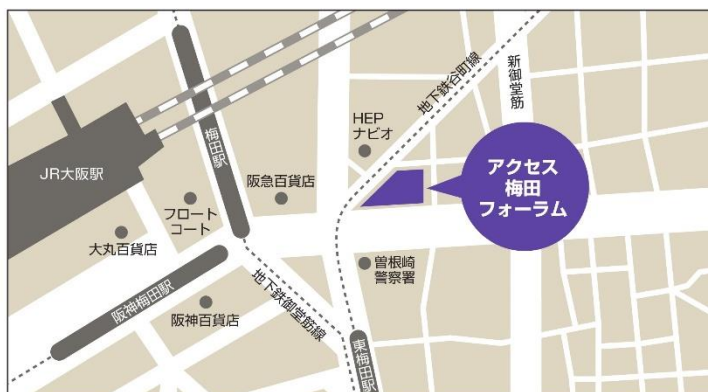 新御堂筋
地下鉄谷町線
HEP
ナビオ
梅田駅
JR大阪駅
阪急百貨店
アクセス
梅田
フォーラム
フロート
コート
大丸百貨店
曽根崎
警察署
阪神梅田駅
阪神百貨店
地下鉄御堂筋線
東梅田駅